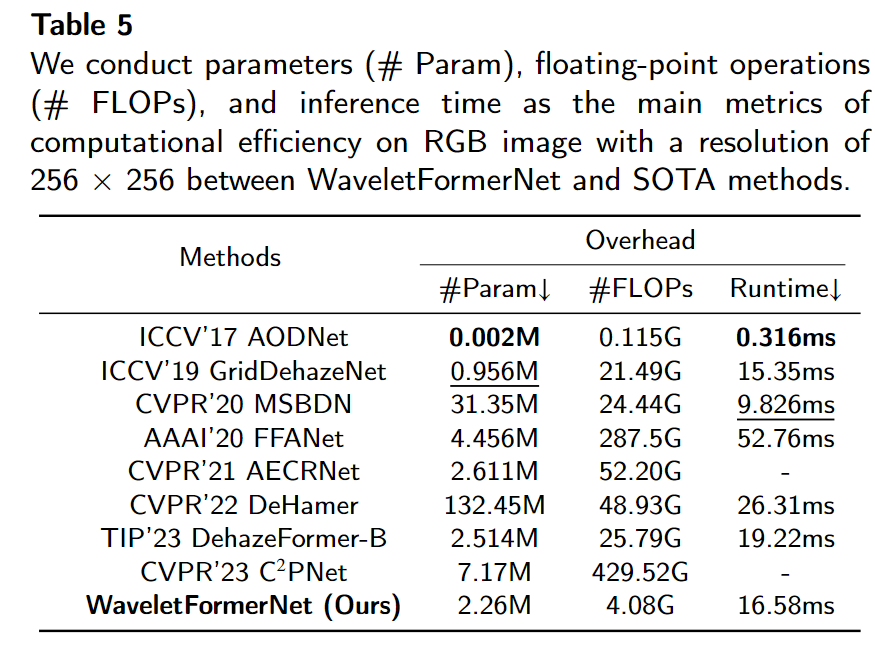 Table 5
We conduct parameters (# Param), floating-point operations
(# FLOPs), and inference time as the main metrics of
computational efficiency on RGB image with a resolution of
256 × 256 between WaveletFormerNet and SOTA methods.
Methods Overhead
#Param↓ #FLOPs Runtime↓
ICCV'17 AODNet 0.002M 0.115G 0.316ms
ICCV'19 GridDehazeNet 0.956M 21.49G 15.35ms
CVPR'20 MSBDN 31.35M 24.44G 9.826ms
AAAI'20 FFANet 4.456M 287.5G 52.76ms
CVPR'21 AECRNet 2.611M 52.20G -
CVPR'22 DeHamer 132.45M 48.93G 26.31ms
TIP'23 DehazeFormer-B 2.514M 25.79G 19.22ms
CVPR'23 C²PNet 7.17M 429.52G -
WaveletFormerNet (Ours) 2.26M 4.08G 16.58ms